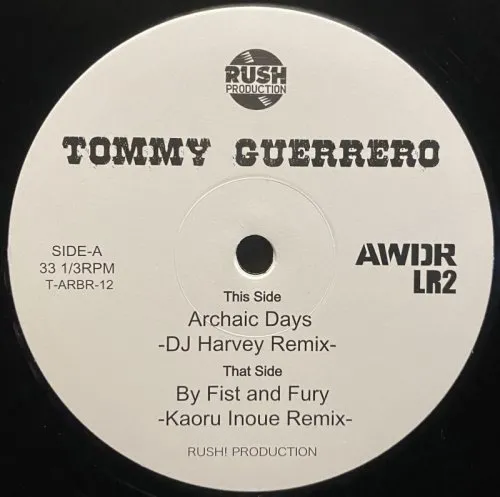 RUSH
PRODUCTION
TOMMY GUERRERO
SIDE-A
33 1/3RPM
T-ARBR-12
AWDR
LR2
This Side
Archaic Days
-DJ Harvey Remix-
That Side
By Fist and Fury
-Kaoru Inoue Remix-
RUSH! PRODUCTION